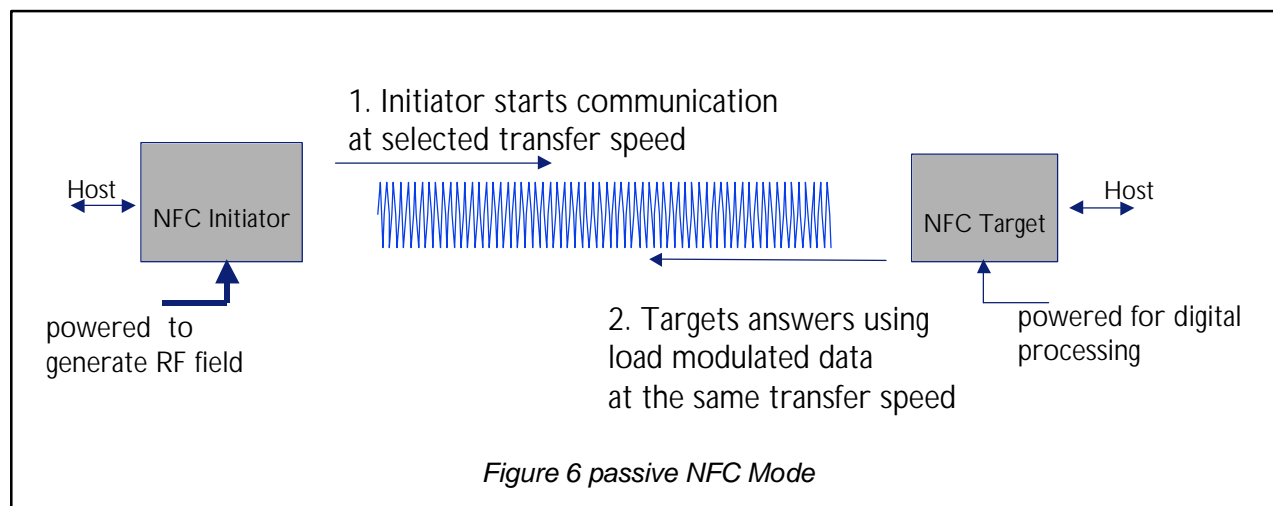 1. Initiator starts communication
at selected transfer speed
Host
NFC Initiator
NFC Target
Host
powered to
generate RF field
2. Targets answers using
load modulated data
at the same transfer speed
powered for digital
processing
Figure 6 passive NFC Mode